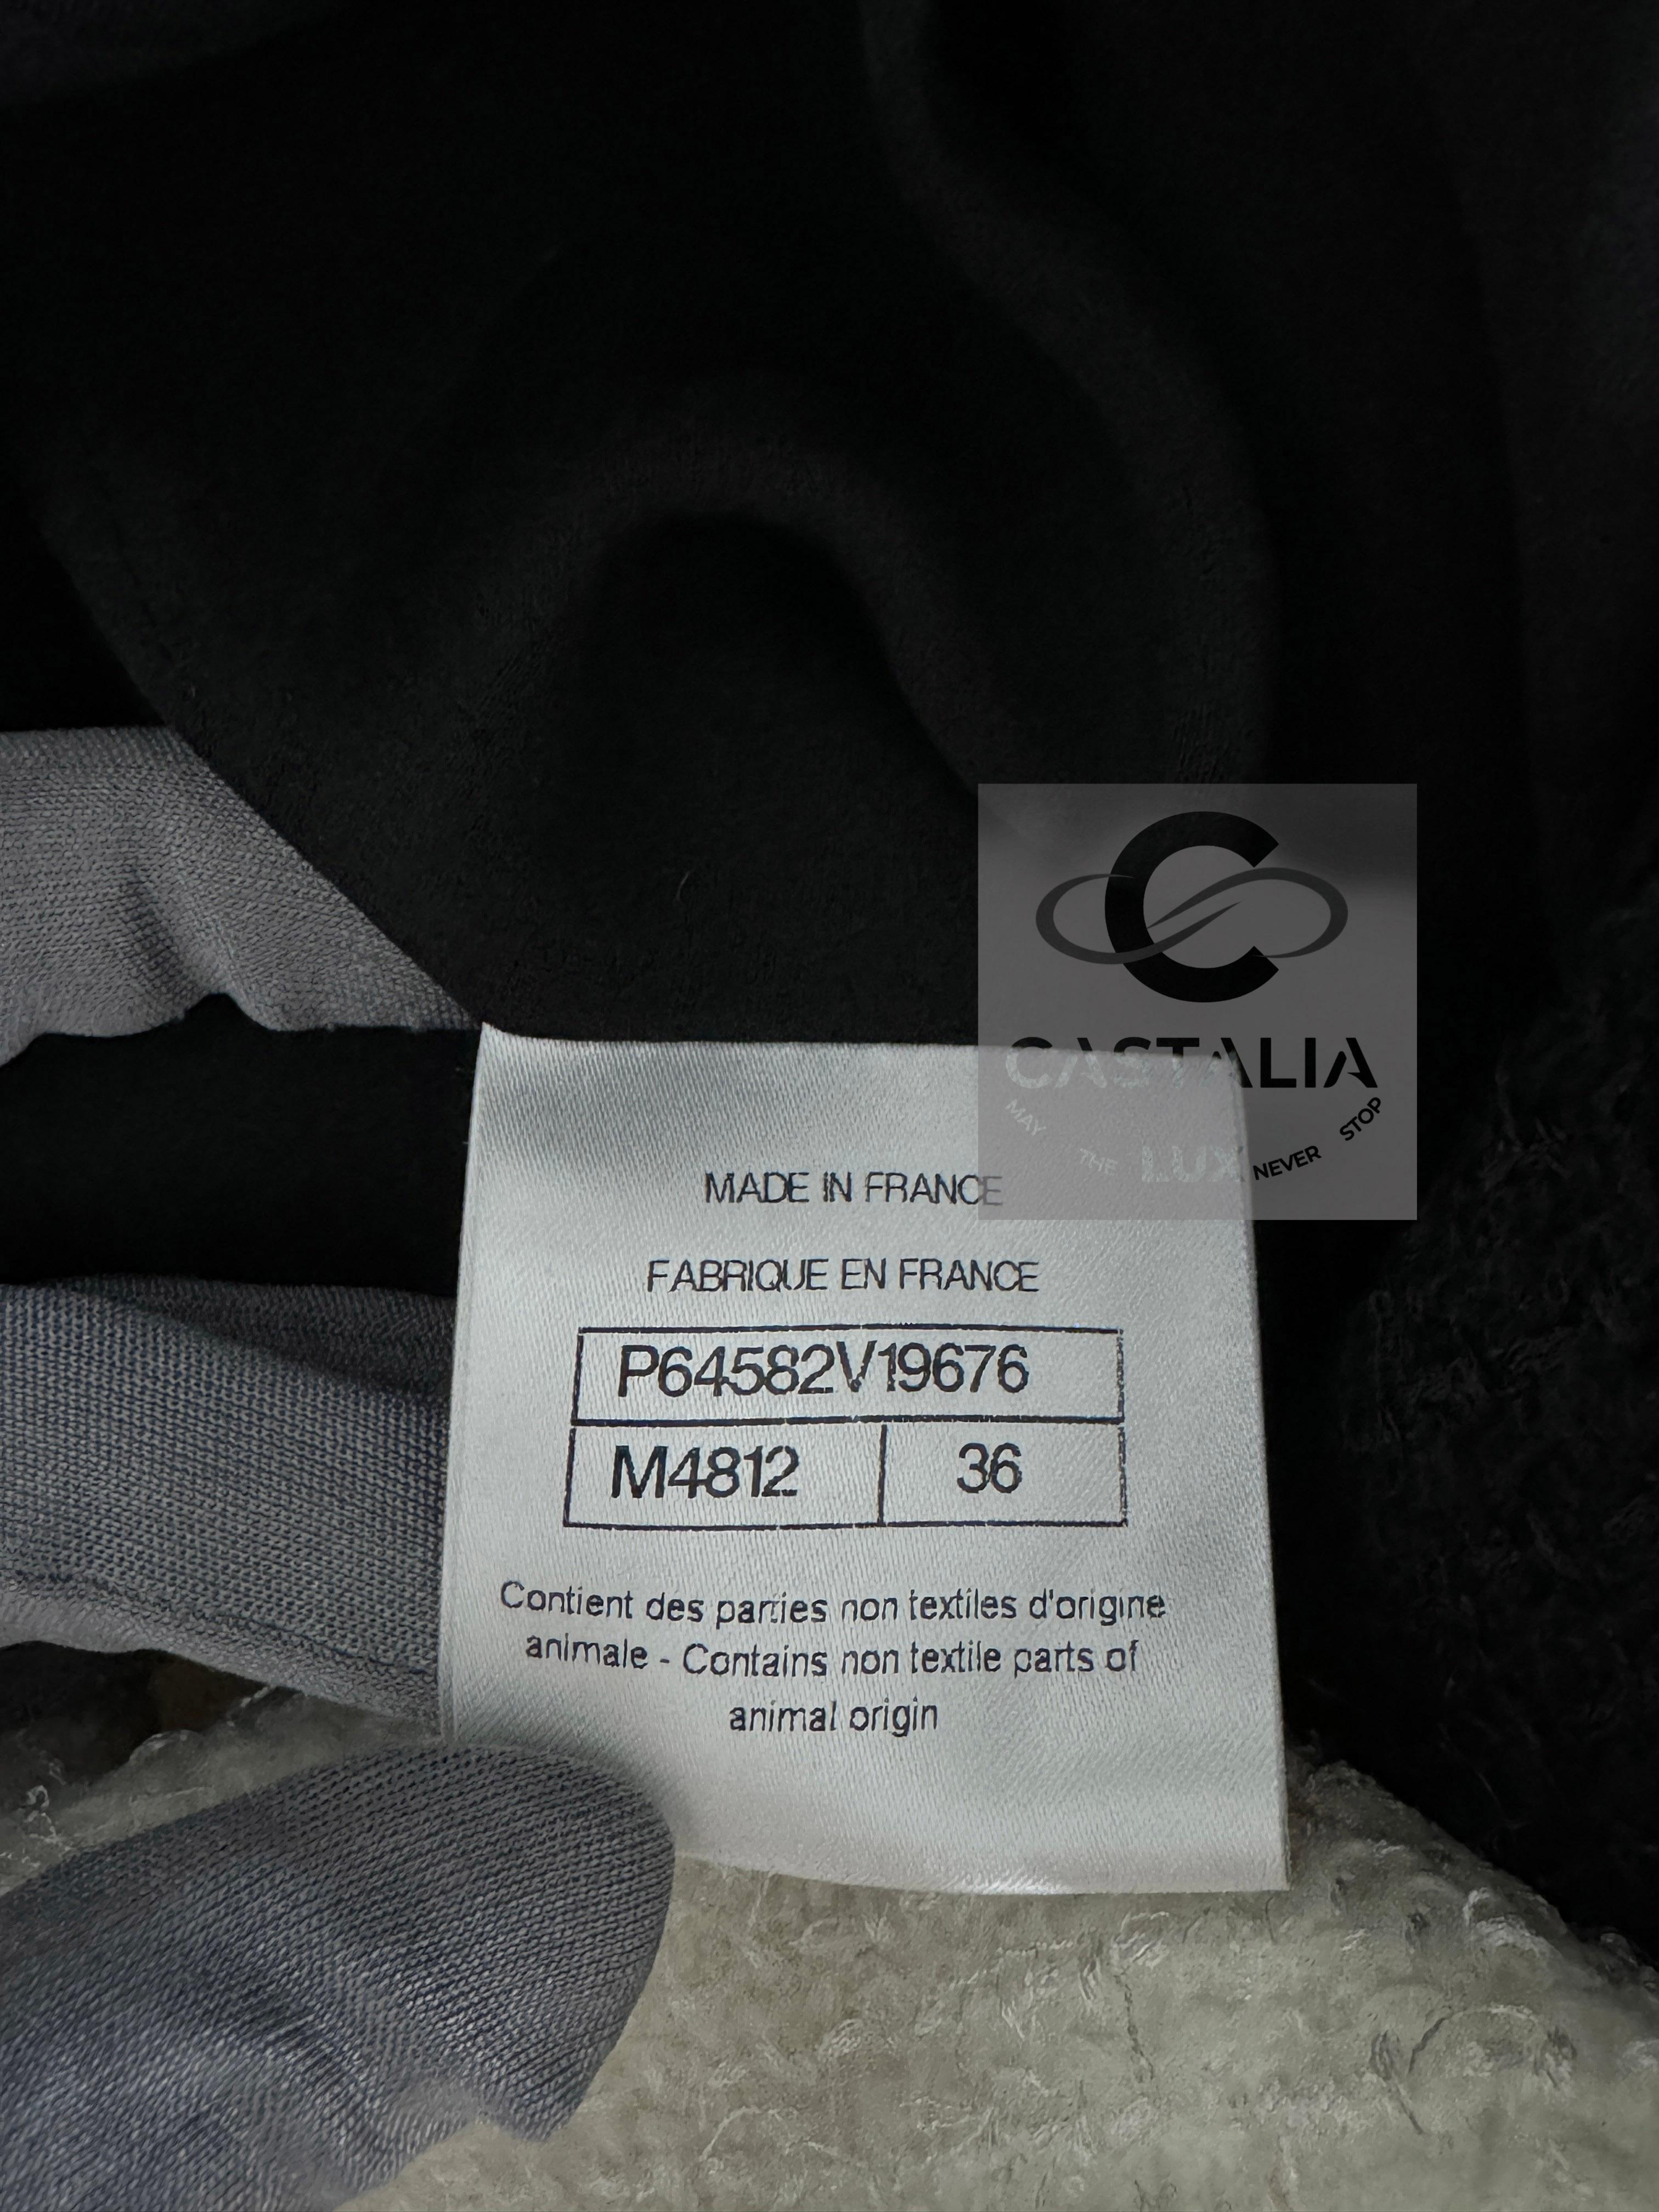 C
CASTALIA
MAY THE LUX NEVER STOP
MADE IN FRANCE
FABRIQUE EN FRANCE
P64582V19676
M4812 36
Contient des parties non textiles d'origine
animale - Contains non textile parts of
animal origin